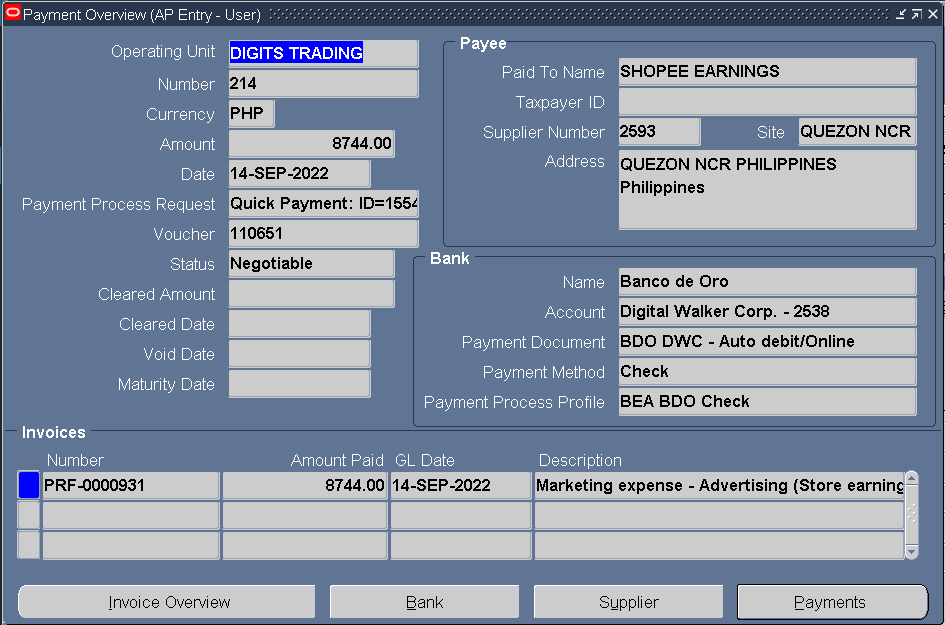 Payment Overview (AP Entry - User)
Operating Unit DIGITS TRADING
Number 214
Currency PHP
Amount 8744.00
Date 14-SEP-2022
Payment Process Request Quick Payment: ID=1554
Voucher 110651
Status Negotiable
Cleared Amount
Cleared Date
Void Date
Maturity Date
Payee
Paid To Name SHOPEE EARNINGS
Taxpayer ID
Supplier Number 2593 Site QUEZON NCR
Address QUEZON NCR PHILIPPINES
Philippines
Bank
Name Banco de Oro
Account Digital Walker Corp. - 2538
Payment Document BDO DWC - Auto debit/Online
Payment Method Check
Payment Process Profile BEA BDO Check
Invoices
Number Amount Paid GL Date Description
PRF-0000931 8744.00 14-SEP-2022 Marketing expense - Advertising (Store earning
Invoice Overview Bank Supplier Payments